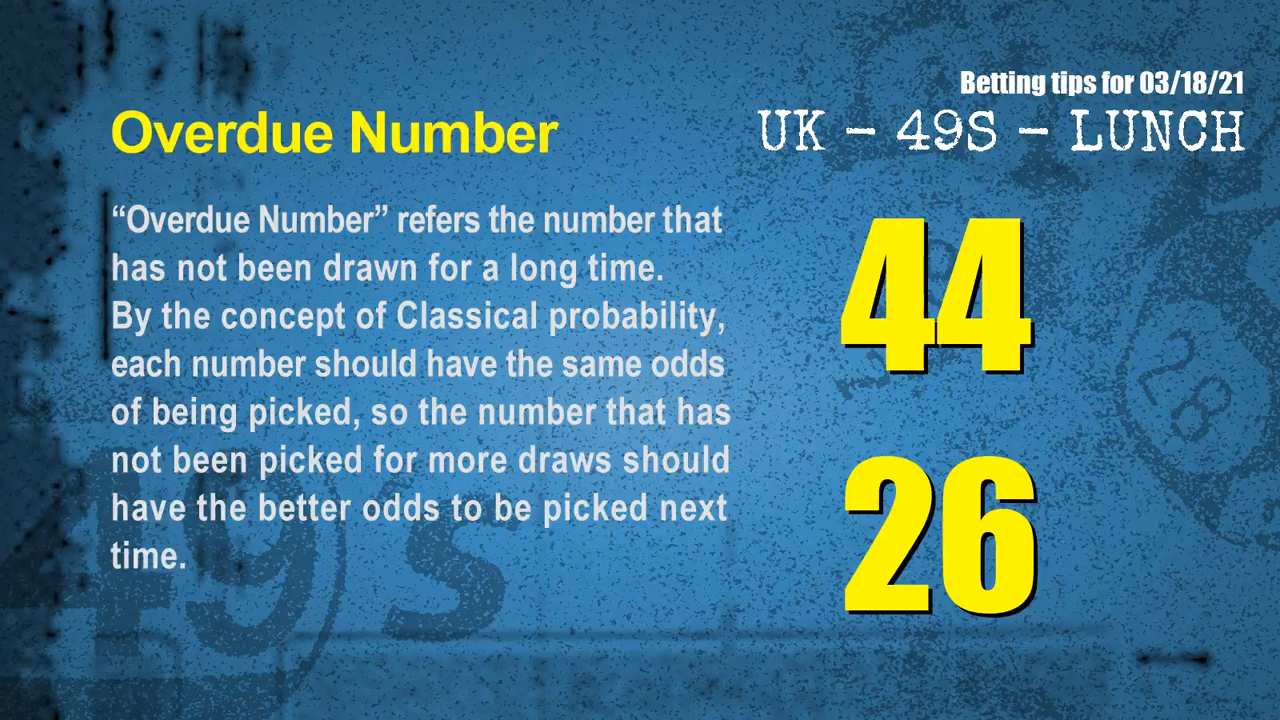 Betting tips for 03/18/21
UK - 49S - LUNCH
Overdue Number
“Overdue Number” refers the number that
has not been drawn for a long time.
By the concept of Classical probability,
each number should have the same odds
of being picked, so the number that has
not been picked for more draws should
have the better odds to be picked next
time.
44
26
28
49's